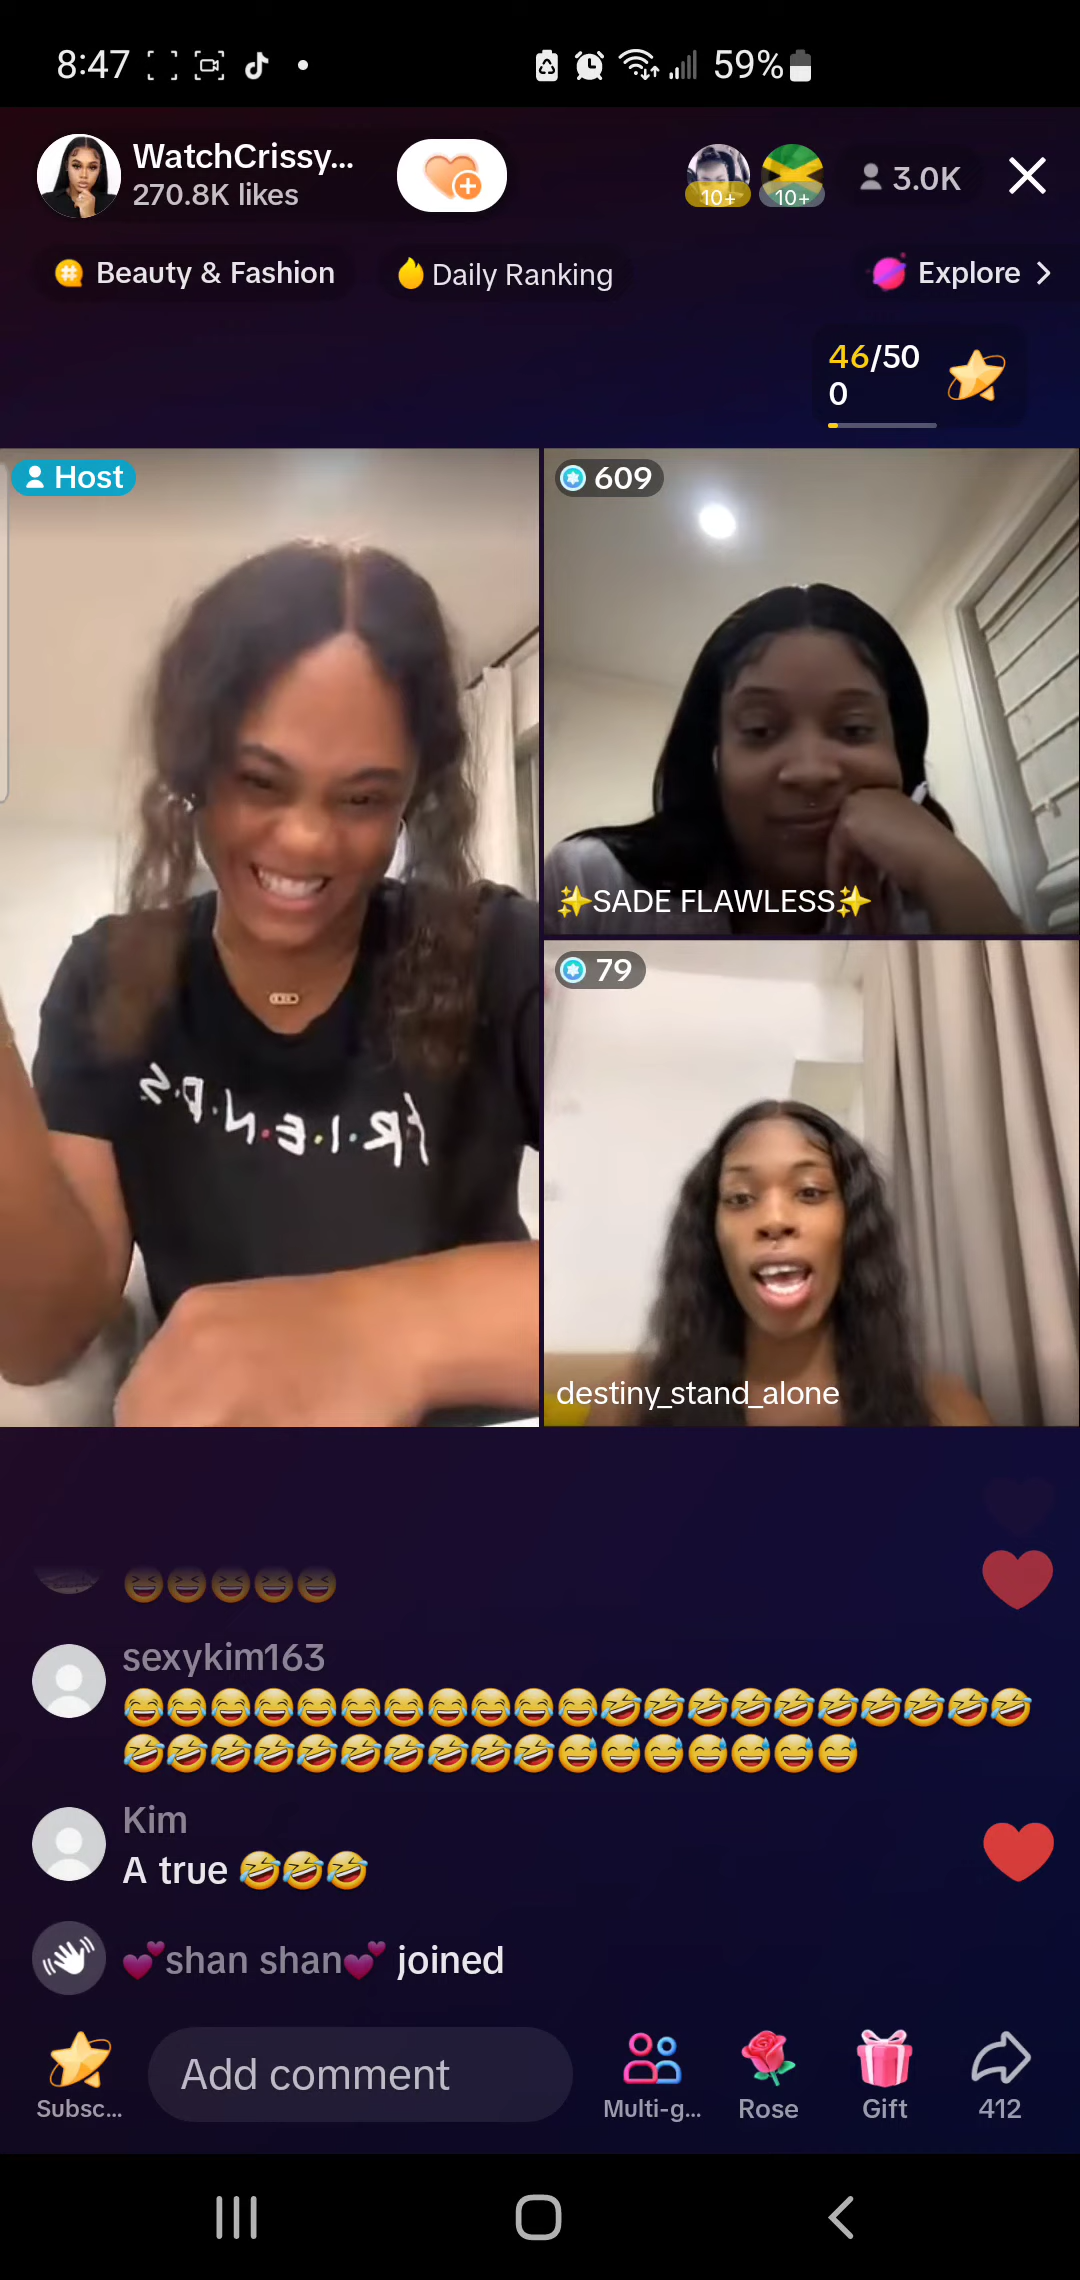 8:47
59%
WatchCrissy...
270.8K likes
10+
10+
3.0K
Beauty & Fashion
Daily Ranking
Explore
46/50
0
Host
609
✨SADE FLAWLESS✨
F.R.I.E.N.D.S
79
destiny_stand_alone
😆😆😆😆😆
sexykim163
😂😂😂😂😂😂😂😂😂😂😂🤣🤣🤣🤣🤣🤣🤣🤣🤣🤣
🤣🤣🤣🤣🤣🤣🤣🤣🤣🤣😅😅😅😅😅😅😅
Kim
A true 🤣🤣🤣
💕shan shan💕 joined
Add comment
Subsc...
Multi-g...
Rose
Gift
412